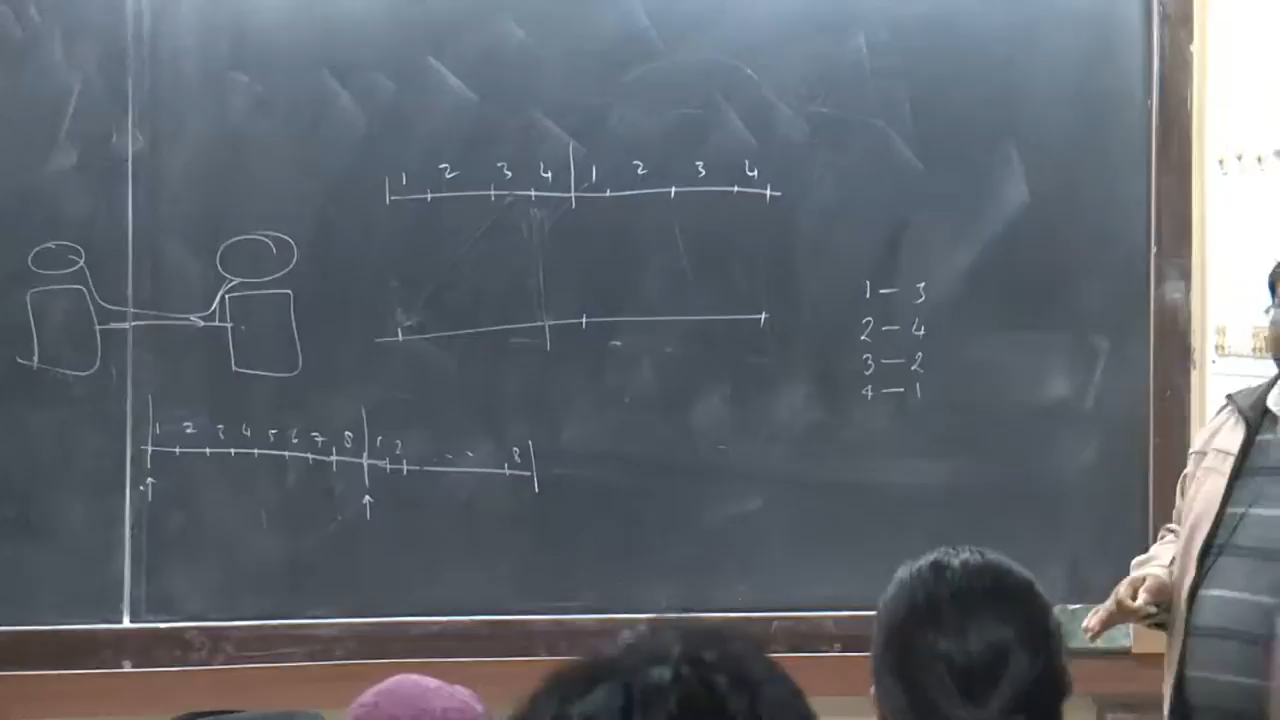 1 2 3 4 1 2 3 4
1 - 3
2 - 4
3 - 2
4 - 1
1 2 3 4 5 6 7 8 1 2 .. 8